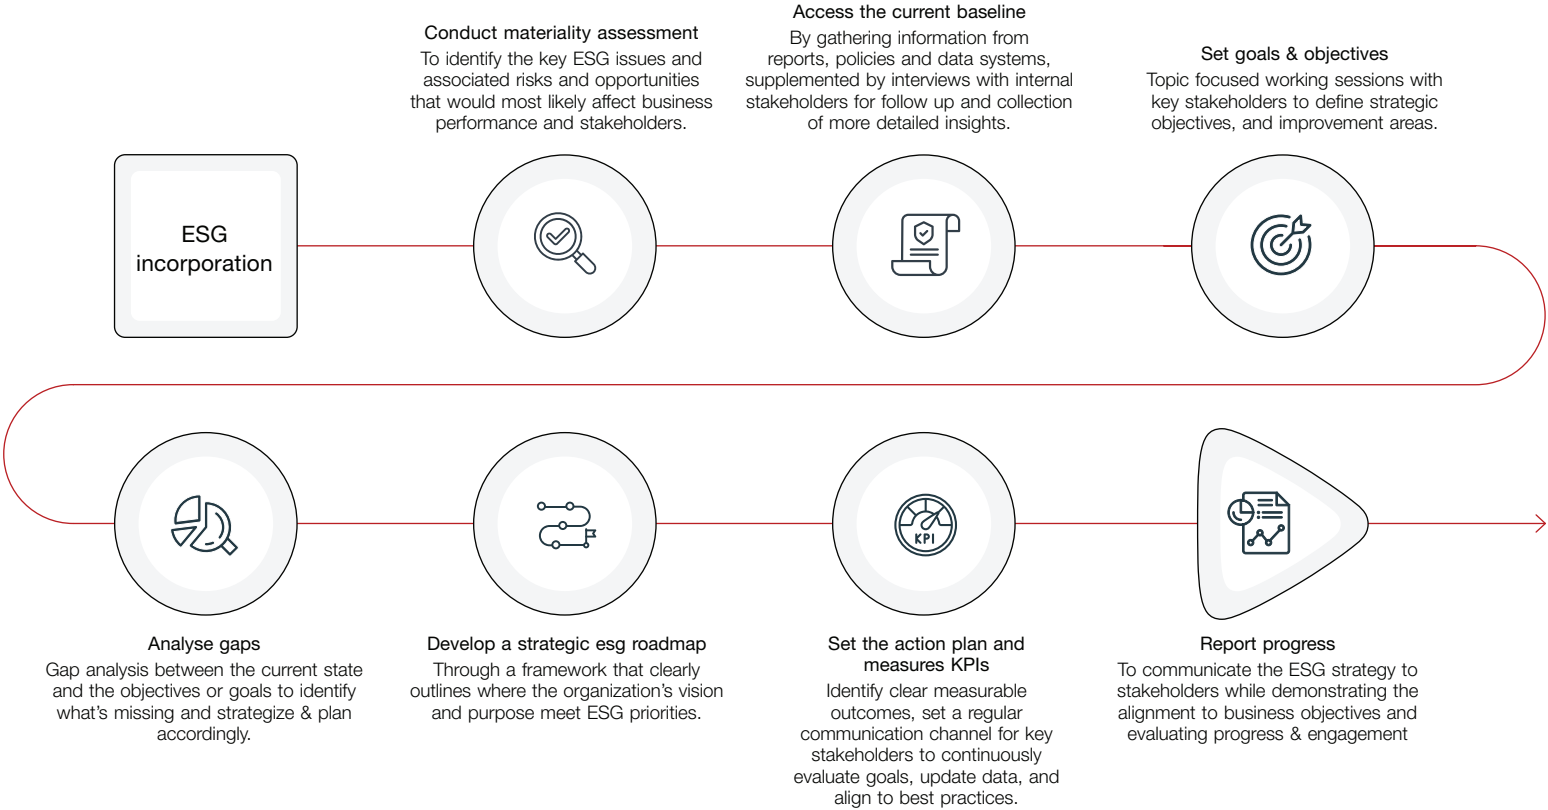 Conduct materiality assessment
To identify the key ESG issues and
associated risks and opportunities
that would most likely affect business
performance and stakeholders.
Access the current baseline
By gathering information from
reports, policies and data systems,
supplemented by interviews with internal
stakeholders for follow up and collection
of more detailed insights.
Set goals & objectives
Topic focused working sessions with
key stakeholders to define strategic
objectives, and improvement areas.
ESG
incorporation
KPI
Analyse gaps
Gap analysis between the current state
and the objectives or goals to identify
what's missing and strategize & plan
accordingly.
Develop a strategic esg roadmap
Through a framework that clearly
outlines where the organization's vision
and purpose meet ESG priorities.
Set the action plan and
measures KPIs
Identify clear measurable
outcomes, set a regular
communication channel for key
stakeholders to continuously
evaluate goals, update data, and
align to best practices.
Report progress
To communicate the ESG strategy to
stakeholders while demonstrating the
alignment to business objectives and
evaluating progress & engagement